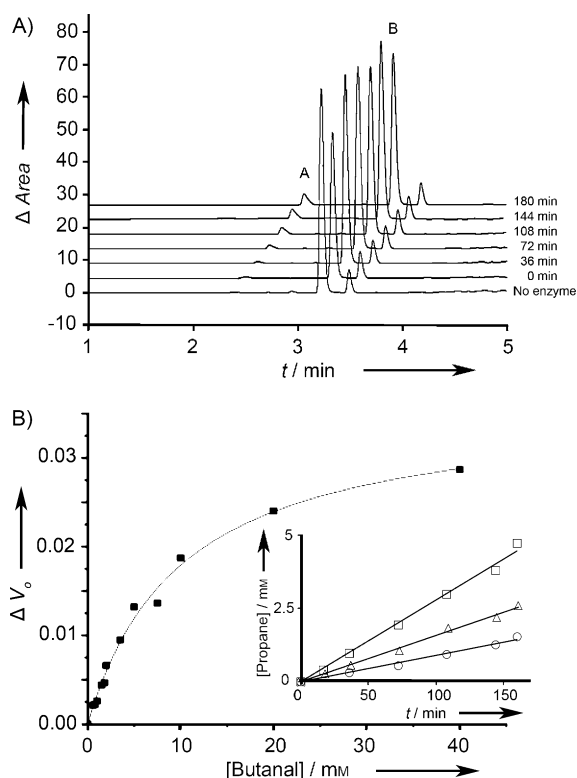 A)
80
70
60
50
40
30
20
10
0
-10
Δ Area
A
B
180 min
144 min
108 min
72 min
36 min
0 min
No enzyme
1
2
3
4
5
t / min
B)
0.03
0.02
0.01
0.00
Δ Vo
0
10
20
30
40
[Butanal] / mM
5
2.5
0
[Propane] / mM
0
50
100
150
t / min